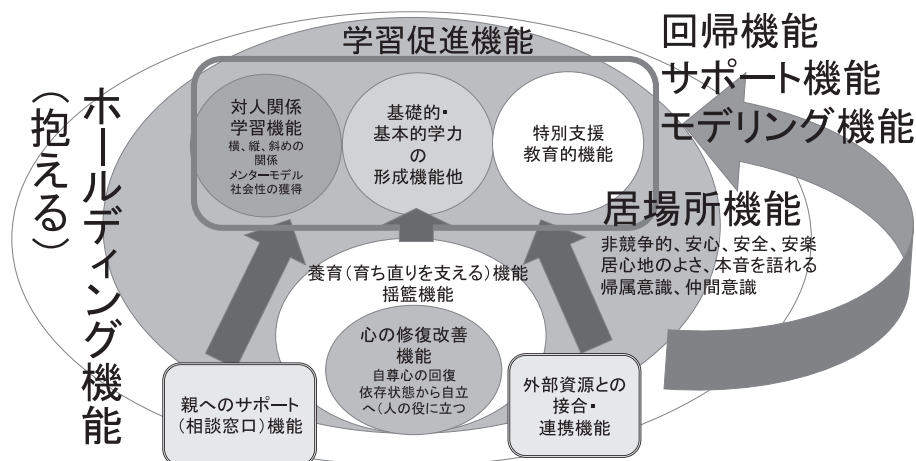 学習促進機能
回帰機能
サポート機能
モデリング機能
ホールディング機能
（抱える）
対人関係
学習機能
横、縦、斜めの
関係
メンターモデル
社会性の獲得
基礎的・
基本的学力
の
形成機能他
特別支援
教育的機能
居場所機能
非競争的、安心、安全、安楽
居心地のよさ、本音を語れる
帰属意識、仲間意識
養育（育ち直りを支える）機能
揺籃機能
心の修復改善
機能
自尊心の回復
依存状態から自立
へ（人の役に立つ
親へのサポート
（相談窓口）機能
外部資源との
接合・
連携機能